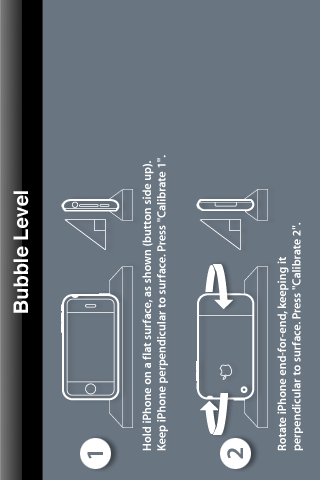 Bubble Level
1
Hold iPhone on a flat surface, as shown (button side up).
Keep iPhone perpendicular to surface. Press "Calibrate 1".
2
Rotate iPhone end-for-end, keeping it
perpendicular to surface. Press "Calibrate 2".